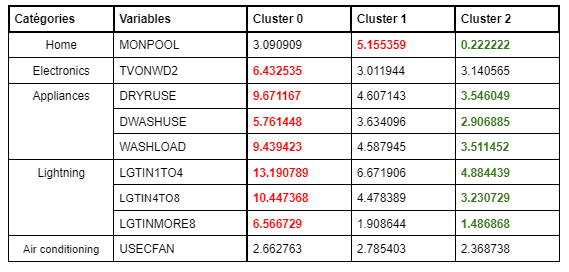 Catégories Variables Cluster 0 Cluster 1 Cluster 2
Home MONPOOL 3.090909 5.155359 0.222222
Electronics TVONWD2 6.432535 3.011944 3.140565
Appliances DRYRUSE 9.671167 4.607143 3.546049
DWASHUSE 5.761448 3.634096 2.906885
WASHLOAD 9.439423 4.587945 3.511452
Lightning LGTIN1TO4 13.190789 6.671906 4.884439
LGTIN4TO8 10.447368 4.478389 3.230729
LGTINMORE8 6.566729 1.908644 1.486868
Air conditioning USECFAN 2.662763 2.785403 2.368738